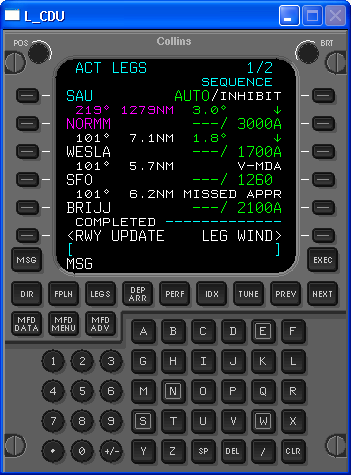 L_CDU
Collins
POS
BRT
ACT LEGS 1/2
SEQUENCE
SAU AUTO/INHIBIT
219° 1279NM 3.0° ↓
NORMM ---/ 3000A
101° 7.1NM 1.8° ↓
WESLA ---/ 1700A
101° 5.7NM V-MDA
SFO ---/ 1260
101° 6.2NM MISSED APPR
BRIJJ ---/ 2100A
COMPLETED --------------
<RWY UPDATE LEG WIND>
[ ]
MSG
MSG EXEC
DIR FPLN LEGS DEP ARR PERF IDX TUNE PREV NEXT
MFD DATA MFD MENU MFD ADV
A B C D E F
1 2 3 G H I J K L
4 5 6 M N O P Q R
7 8 9 S T U V W X
• 0 +/- Y Z SP DEL / CLR